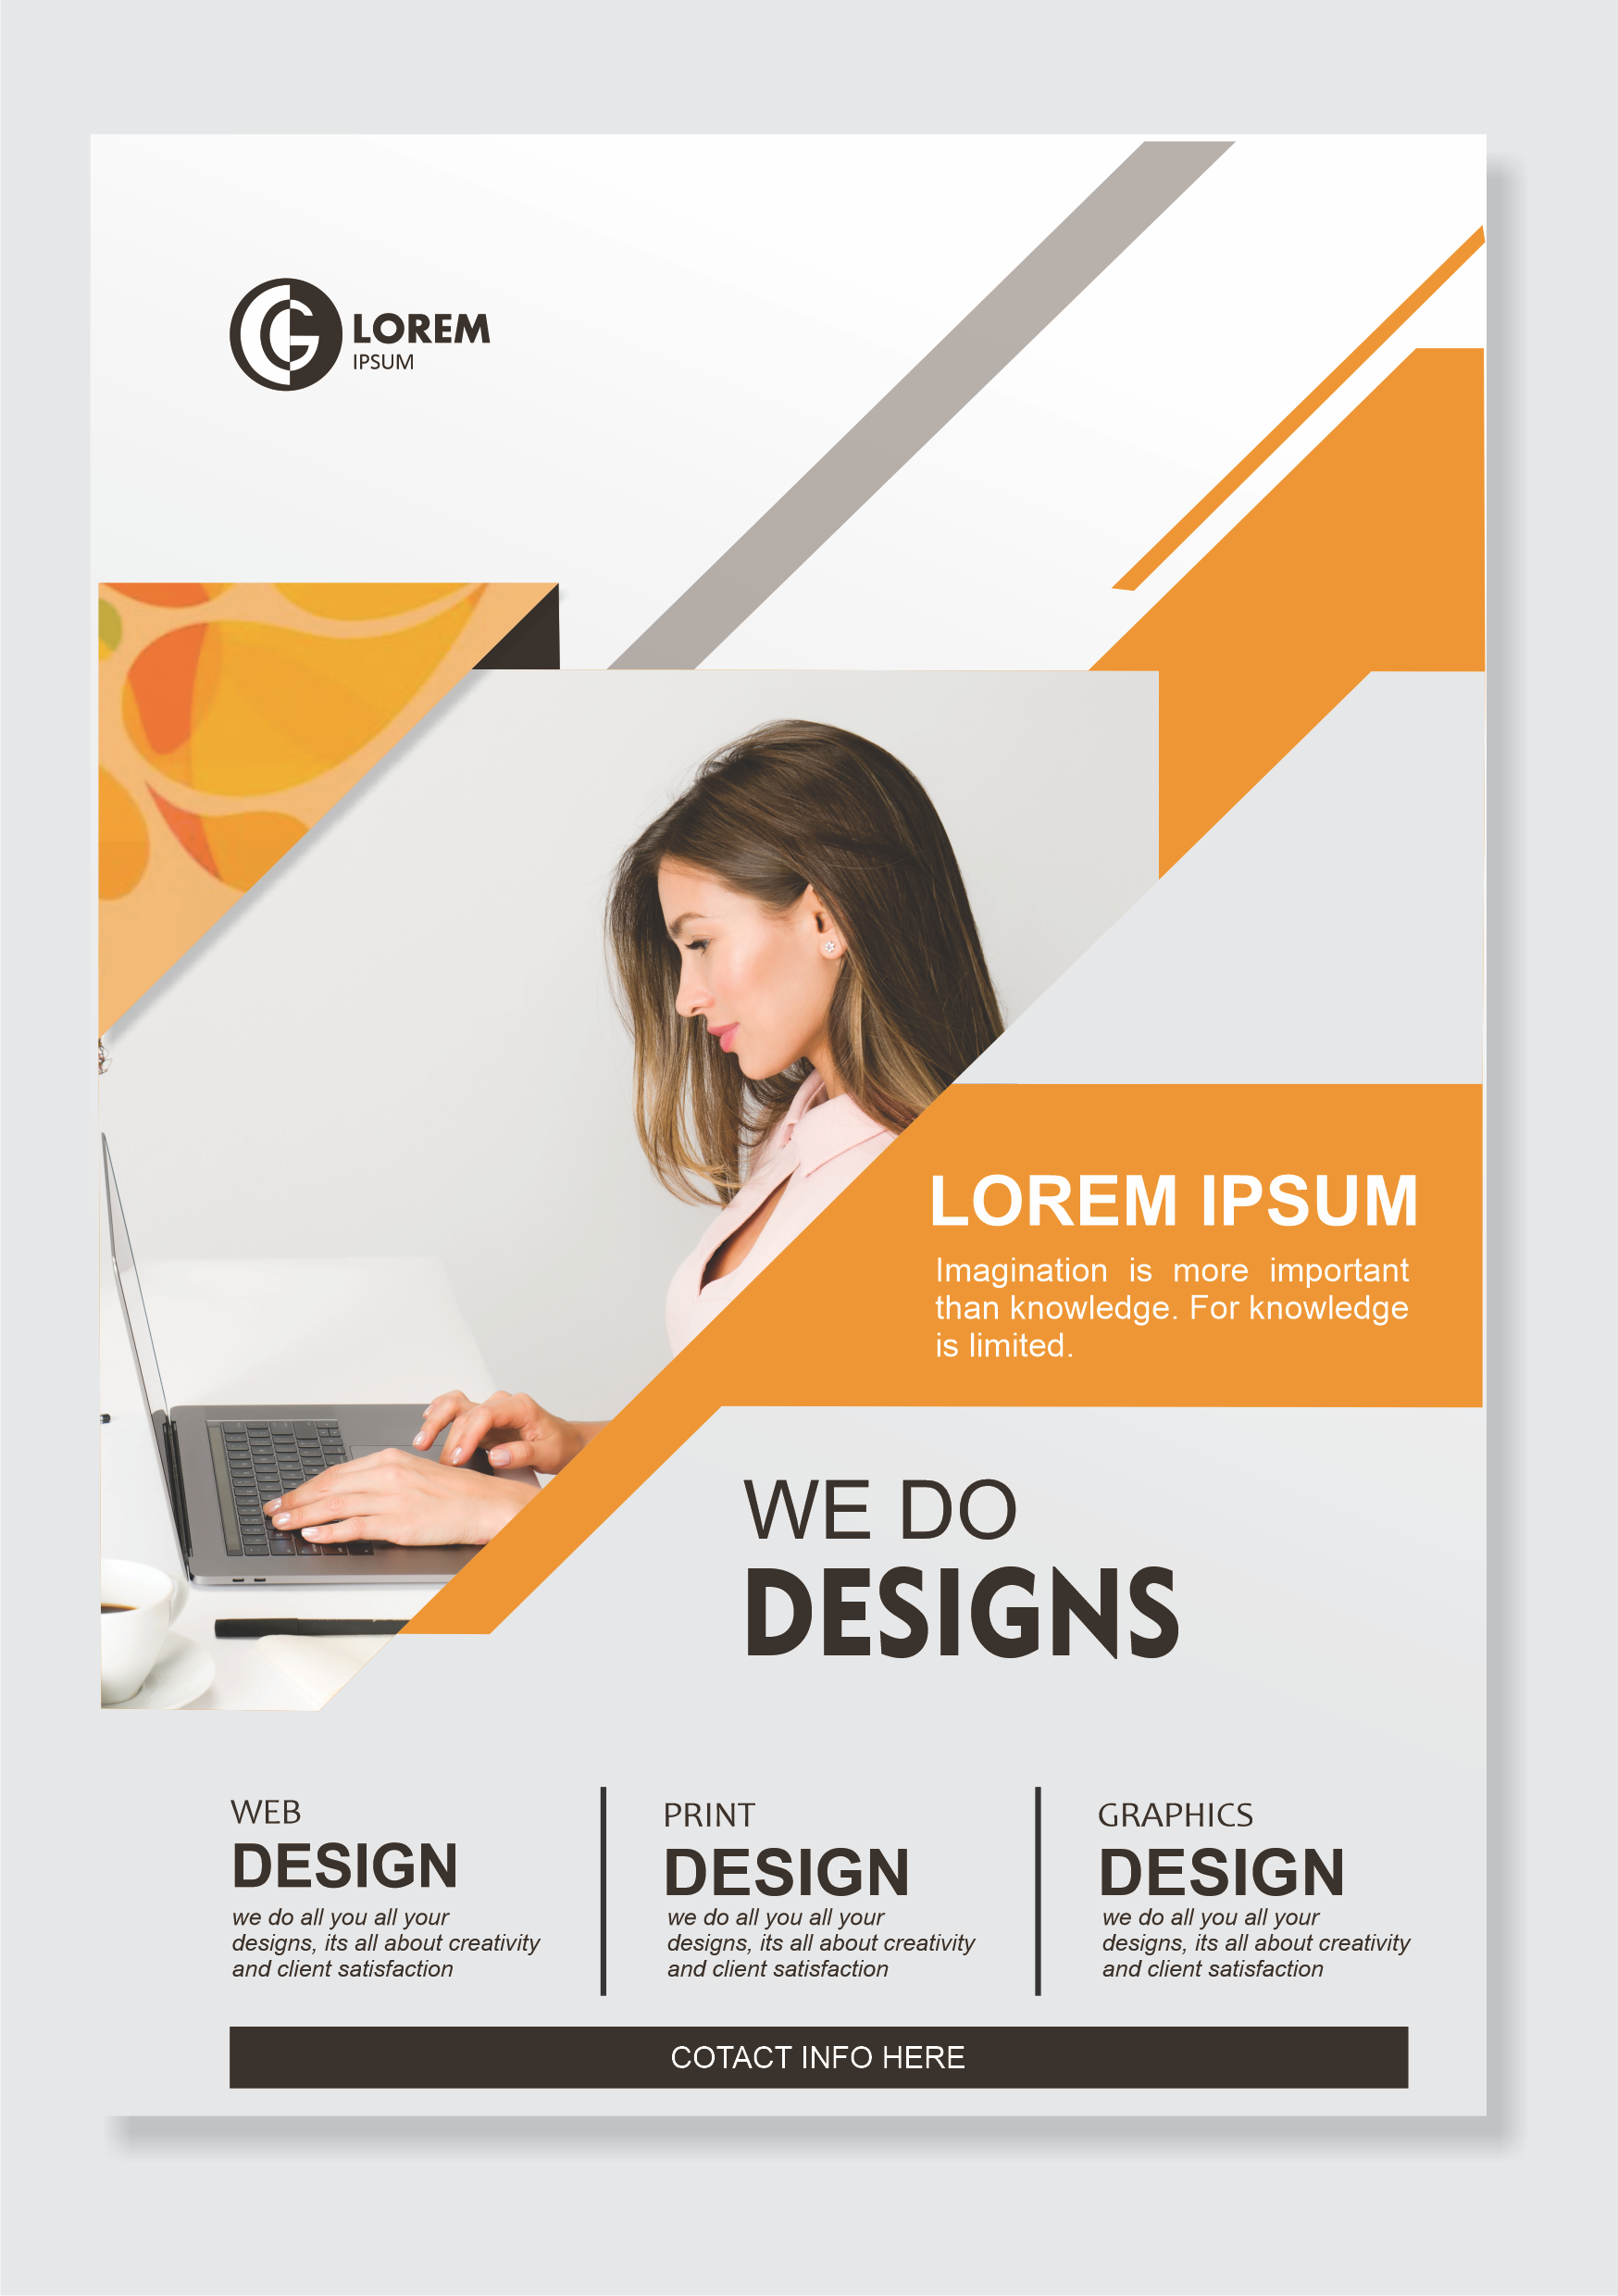 LOREM
IPSUM
LOREM IPSUM
Imagination is more important
than knowledge. For knowledge
is limited.
WE DO
DESIGNS
WEB
DESIGN
we do all you all your
designs, its all about creativity
and client satisfaction
PRINT
DESIGN
we do all you all your
designs, its all about creativity
and client satisfaction
GRAPHICS
DESIGN
we do all you all your
designs, its all about creativity
and client satisfaction
COTACT INFO HERE